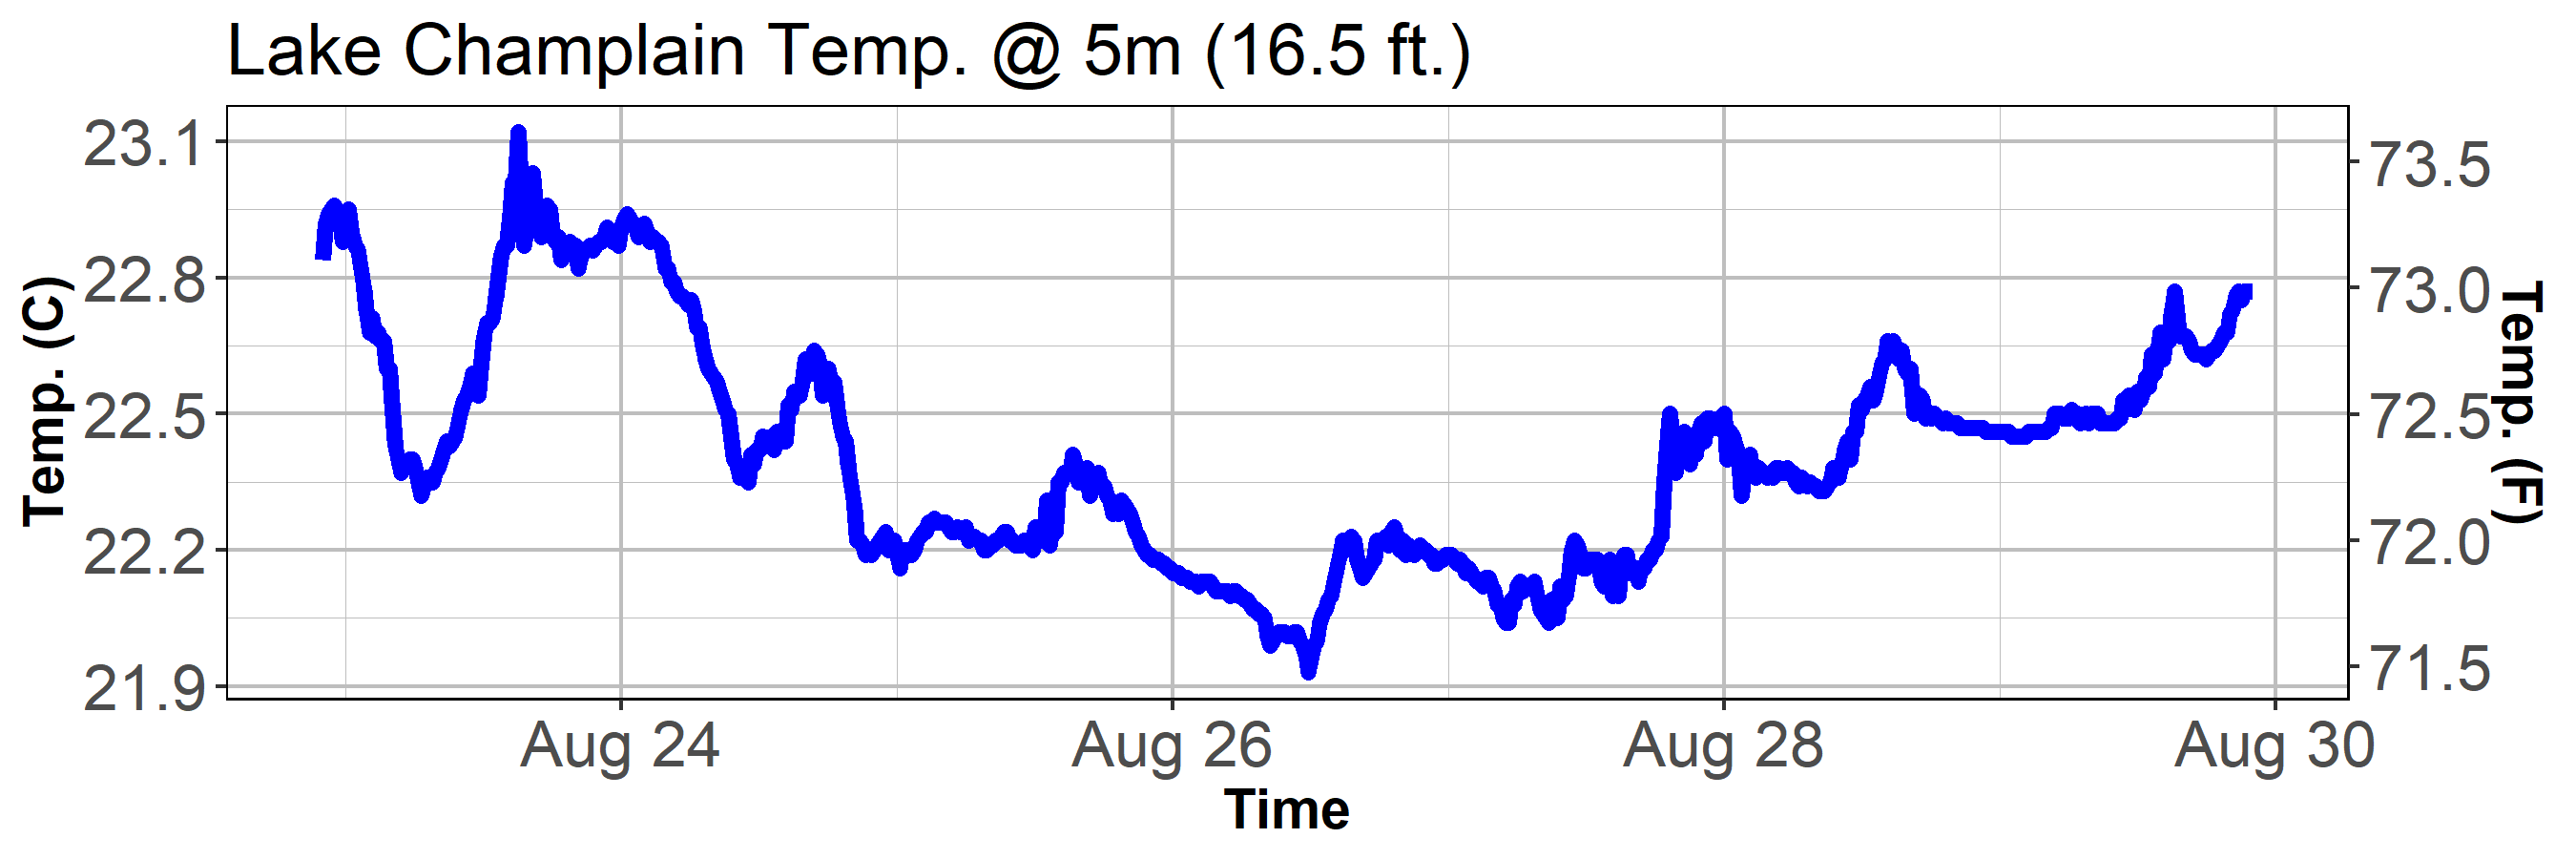 Lake Champlain Temp. @ 5m (16.5 ft.)
Temp. (C)
23.1
22.8
22.5
22.2
21.9
73.5
73.0
72.5
72.0
71.5
Temp. (F)
Aug 24
Aug 26
Aug 28
Aug 30
Time